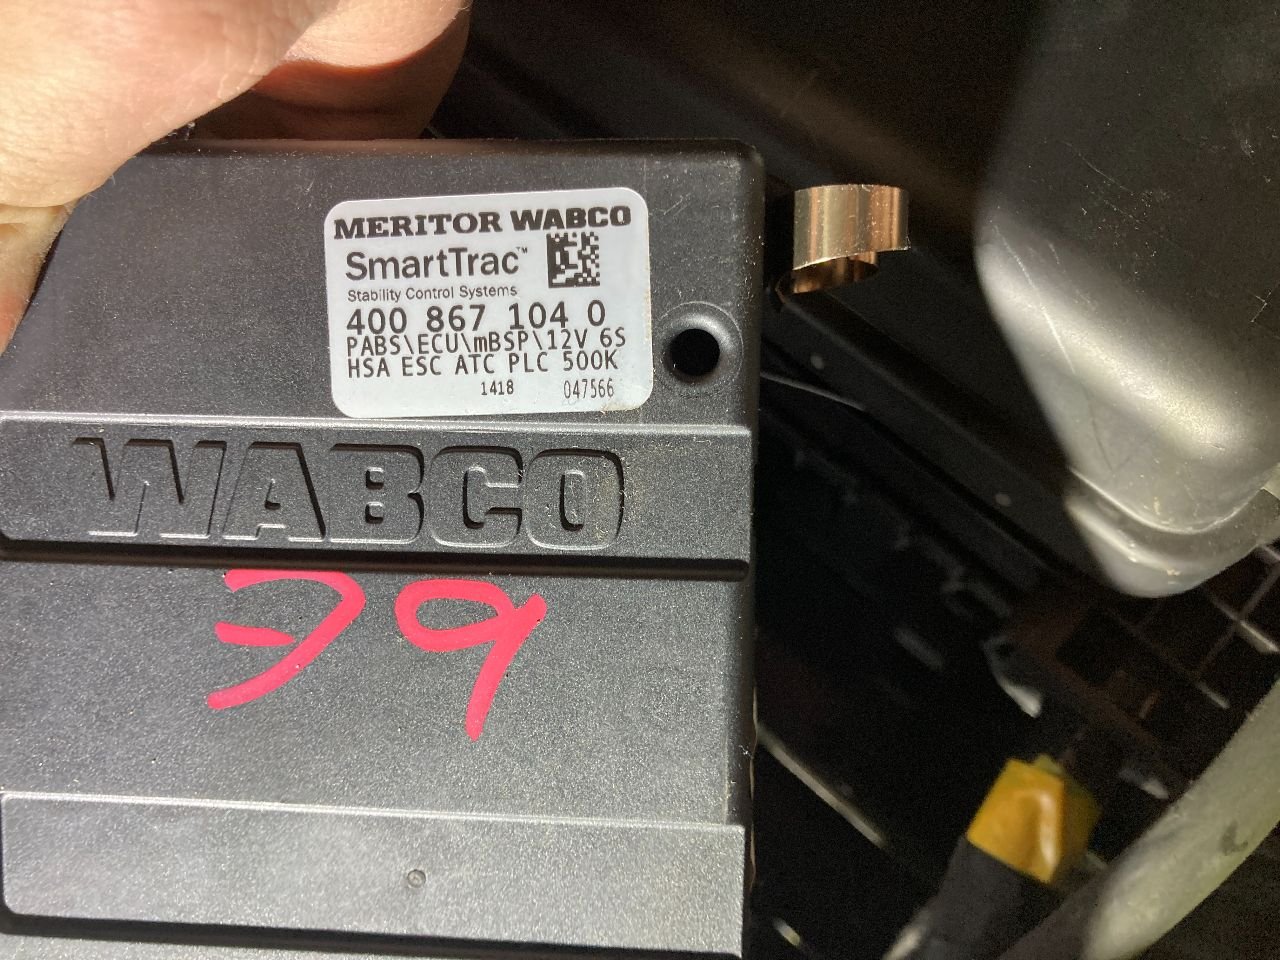 MERITOR WABCO
SmartTrac™
Stability Control Systems
400 867 104 0
PABS\ECU\mBSP\12V 6S
HSA ESC ATC PLC 500K
1418 047566
WABCO
39